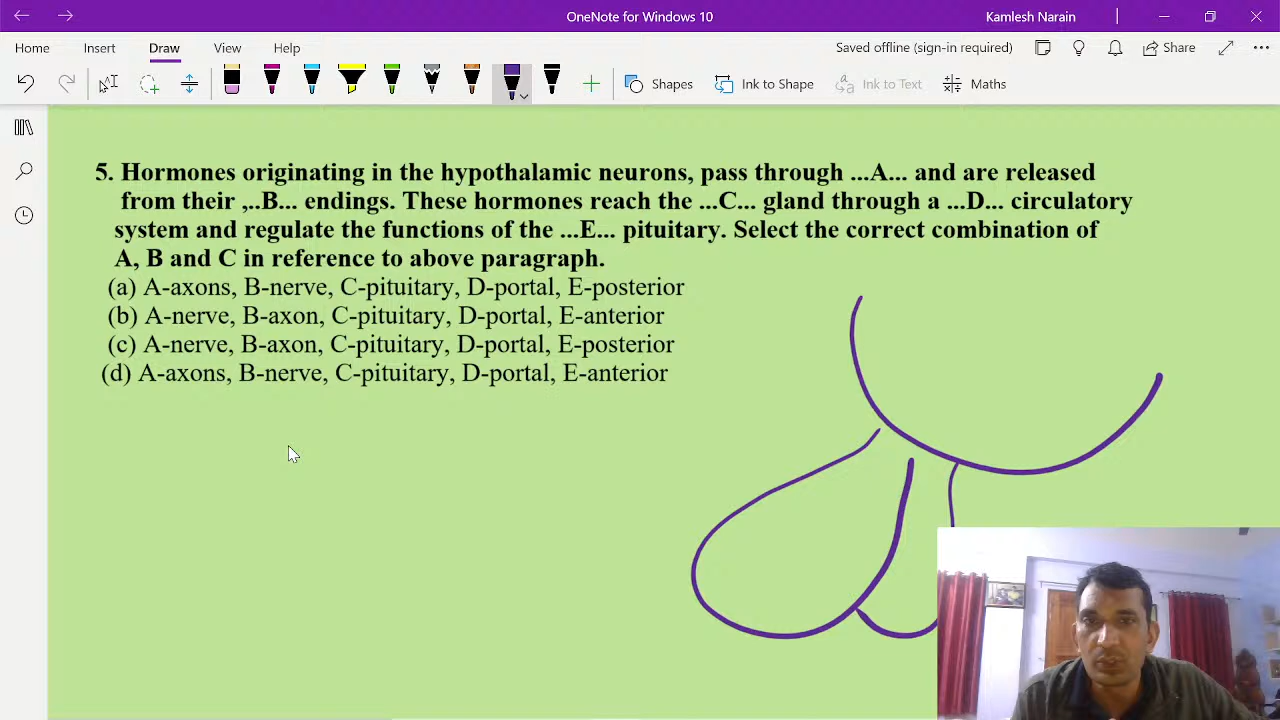 OneNote for Windows 10
Kamlesh Narain
Home Insert Draw View Help
Saved offline (sign-in required)
Share
Shapes
Ink to Shape
Ink to Text
Maths
5. Hormones originating in the hypothalamic neurons, pass through ...A... and are released
from their ,..B... endings. These hormones reach the ...C... gland through a ...D... circulatory
system and regulate the functions of the ...E... pituitary. Select the correct combination of
A, B and C in reference to above paragraph.
(a) A-axons, B-nerve, C-pituitary, D-portal, E-posterior
(b) A-nerve, B-axon, C-pituitary, D-portal, E-anterior
(c) A-nerve, B-axon, C-pituitary, D-portal, E-posterior
(d) A-axons, B-nerve, C-pituitary, D-portal, E-anterior